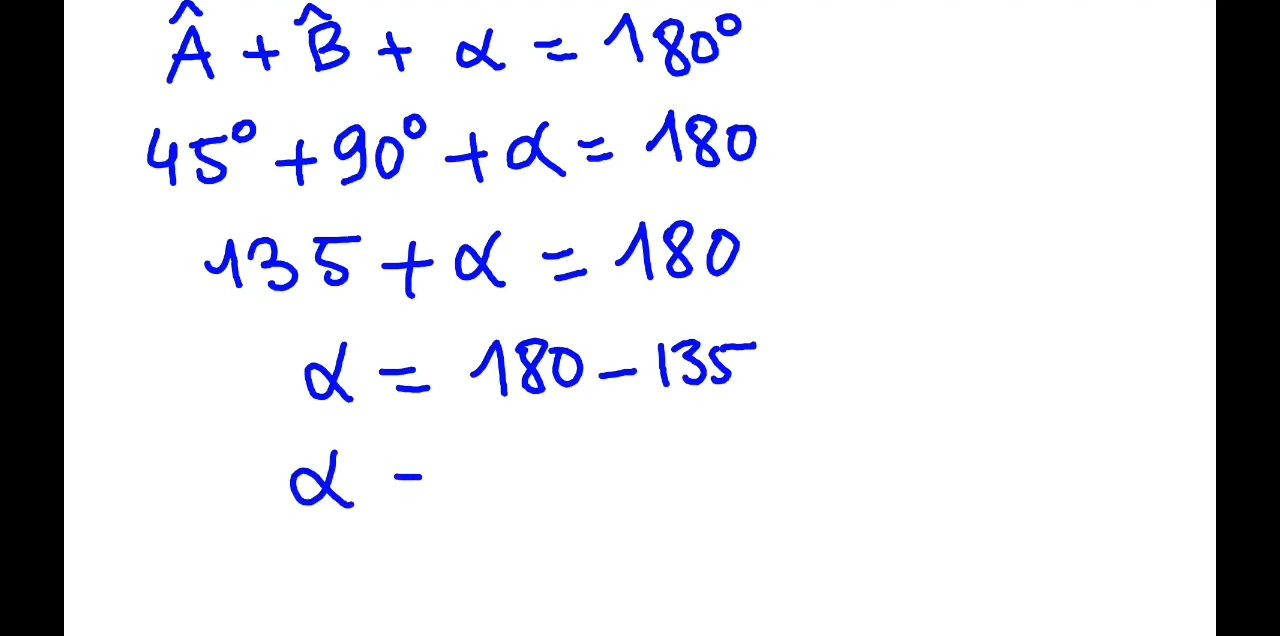 Â + B̂ + α = 180°
45° + 90° + α = 180
135 + α = 180
α = 180 - 135
α -